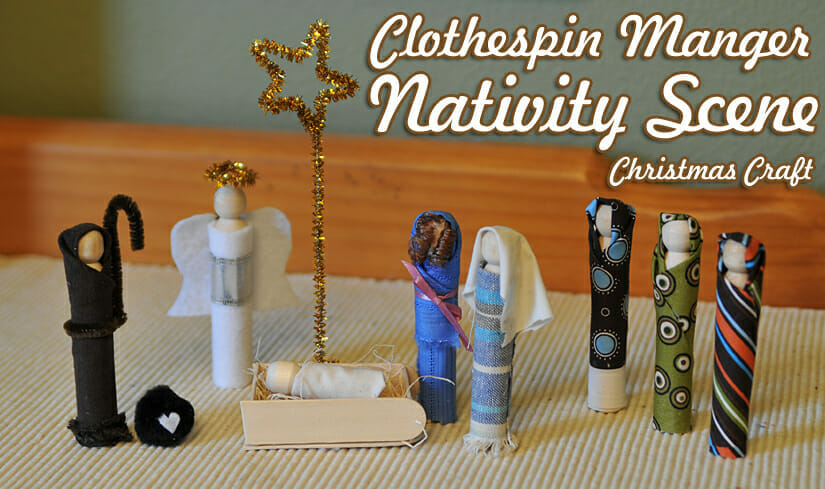 Clothespin Manger
Nativity Scene
Christmas Craft